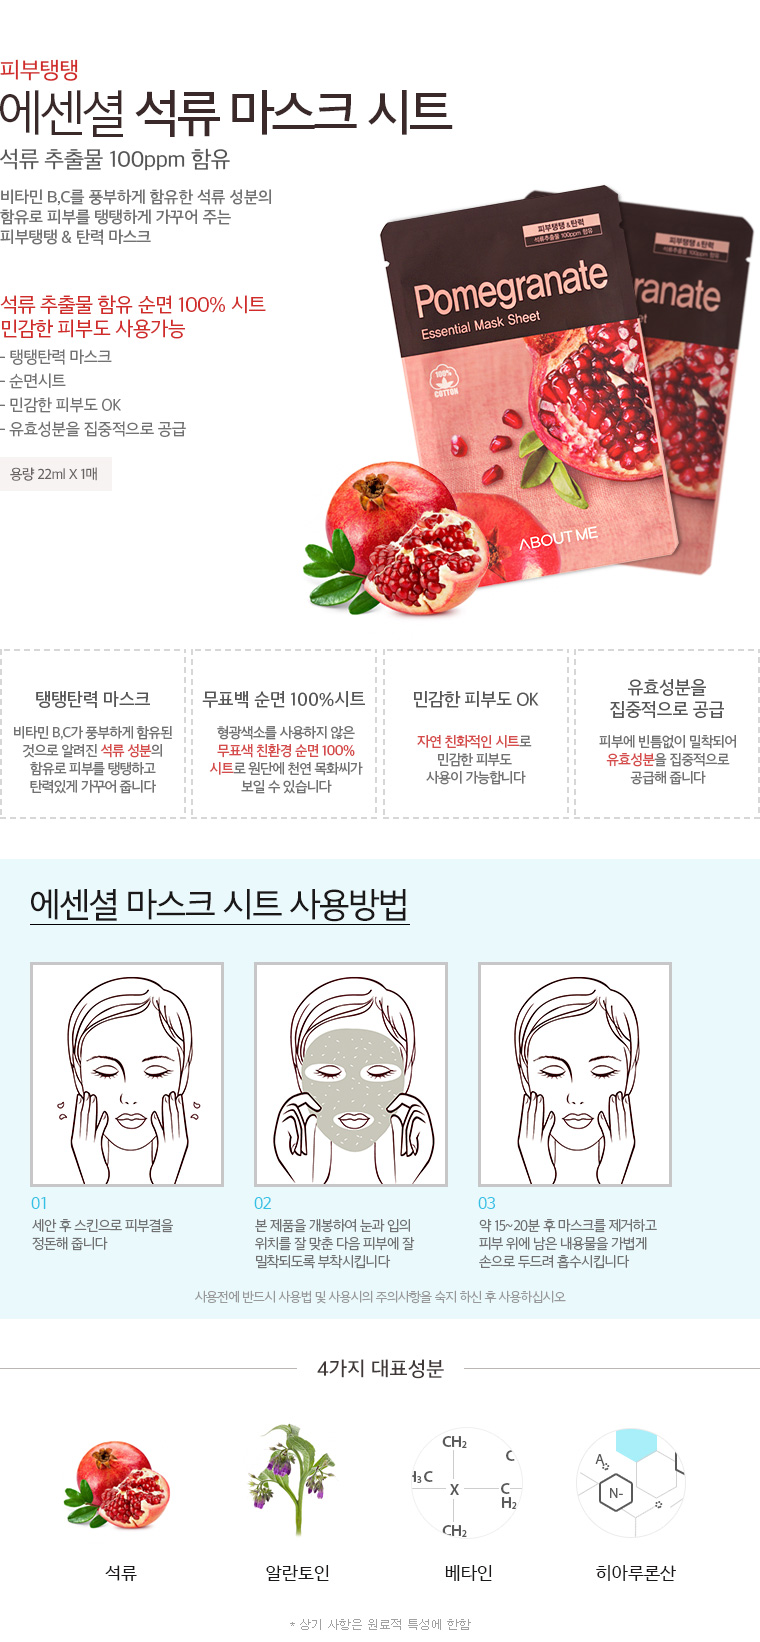 피부탱탱
에센셜 석류 마스크 시트
석류 추출물 100ppm 함유
비타민 B,C를 풍부하게 함유한 석류 성분의
함유로 피부를 탱탱하게 가꾸어 주는
피부탱탱 & 탄력 마스크
석류 추출물 함유 순면 100% 시트
민감한 피부도 사용가능
- 탱탱탄력 마스크
- 순면시트
- 민감한 피부도 OK
- 유효성분을 집중적으로 공급
용량 22ml X 1매
피부탱탱&탄력
석류추출물 100ppm 함유
Pomegranate
Essential Mask Sheet
100%
COTTON
ABOUT ME
피부탱탱&탄력
석류추출물 100ppm 함유
granate
탱탱탄력 마스크
비타민 B,C가 풍부하게 함유된
것으로 알려진 석류 성분의
함유로 피부를 탱탱하고
탄력있게 가꾸어 줍니다
무표백 순면 100%시트
형광색소를 사용하지 않은
무표색 친환경 순면 100%
시트로 원단에 천연 목화씨가
보일 수 있습니다
민감한 피부도 OK
자연 친화적인 시트로
민감한 피부도
사용이 가능합니다
유효성분을
집중적으로 공급
피부에 빈틈없이 밀착되어
유효성분을 집중적으로
공급해 줍니다
에센셜 마스크 시트 사용방법
01
세안 후 스킨으로 피부결을
정돈해 줍니다
02
본 제품을 개봉하여 눈과 입의
위치를 잘 맞춘 다음 피부에 잘
밀착되도록 부착시킵니다
03
약 15~20분 후 마스크를 제거하고
피부 위에 남은 내용물을 가볍게
손으로 두드려 흡수시킵니다
사용전에 반드시 사용법 및 사용시의 주의사항을 숙지 하신 후 사용하십시오
4가지 대표성분
CH₂
C
H₃C
X
C
H₂
CH₂
A
N-
석류
알란토인
베타인
히아루론산
* 상기 사항은 원료적 특성에 한함